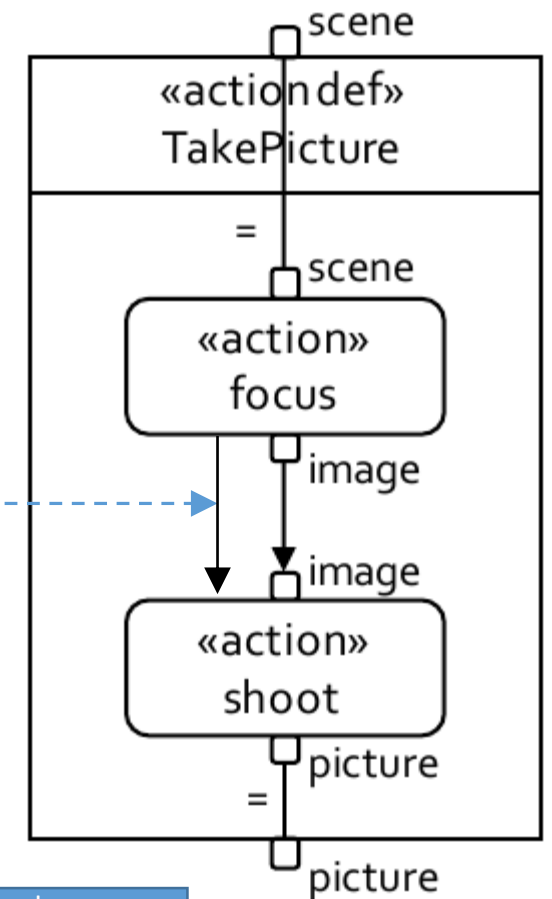 scene
«action def»
TakePicture
=
scene
«action»
focus
image
image
«action»
shoot
picture
=
picture